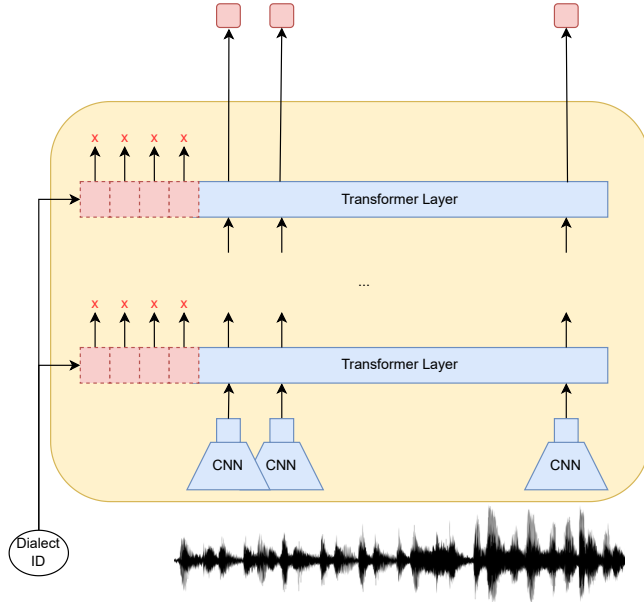 x x x x
Transformer Layer
...
x x x x
Transformer Layer
CNN CNN CNN
Dialect
ID